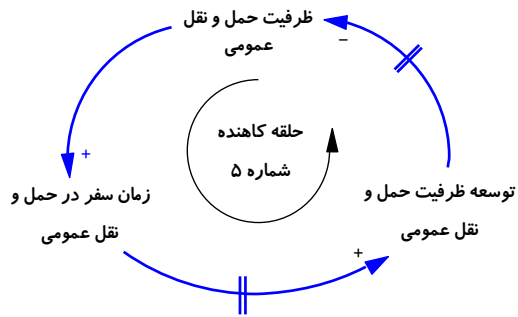 ظرفیت حمل و نقل
عمومی
−
حلقه کاهنده
شماره ۵
+
زمان سفر در حمل و
نقل عمومی
توسعه ظرفیت حمل و
نقل عمومی
+